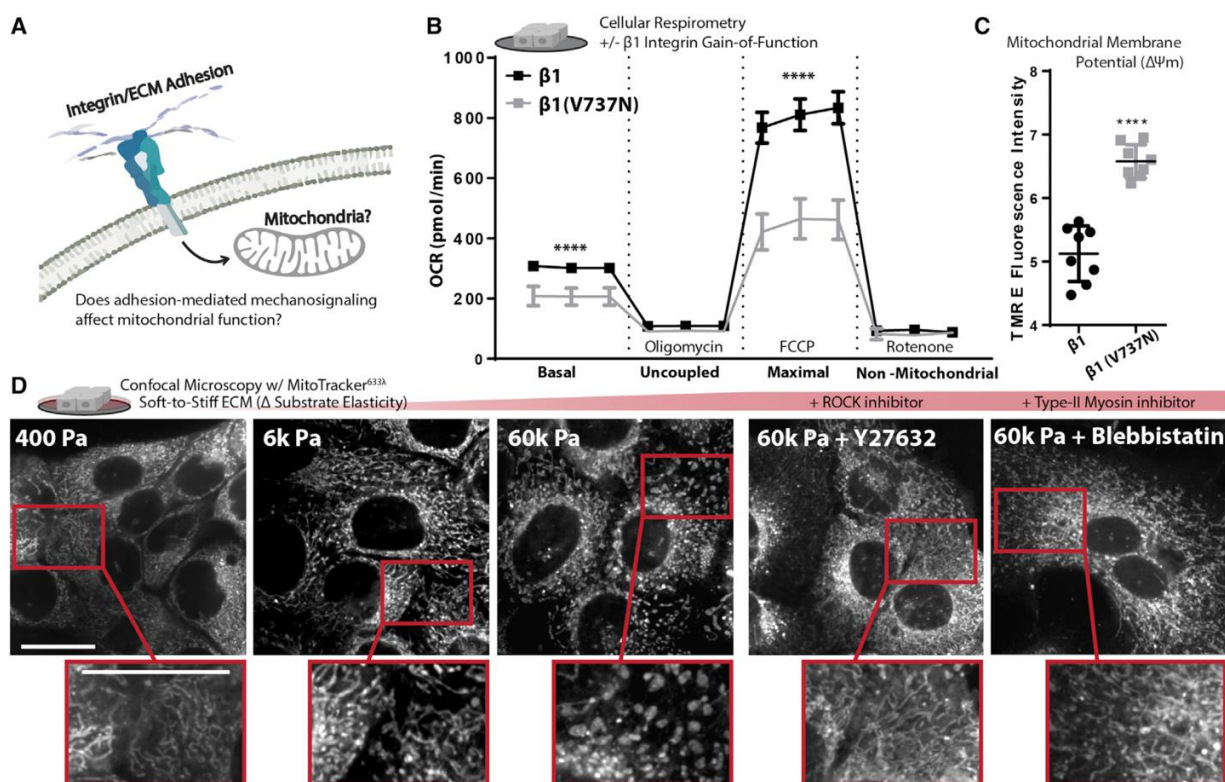 A
Integrin/ECM Adhesion
Mitochondria?
Does adhesion-mediated mechanosignaling
affect mitochondrial function?
B
Cellular Respirometry
+/- β1 Integrin Gain-of-Function
1000
800
600
400
200
0
OCR (pmol/min)
β1
β1(V737N)
****
****
Oligomycin
FCCP
Rotenone
Basal
Uncoupled
Maximal
Non-Mitochondrial
C
Mitochondrial Membrane
Potential (ΔΨm)
TMRE Fluorescence Intensity
8
7
6
5
4
****
β1
β1 (V737N)
D
Confocal Microscopy w/ MitoTracker633λ
Soft-to-Stiff ECM (Δ Substrate Elasticity)
+ ROCK inhibitor
+ Type-II Myosin inhibitor
400 Pa
6k Pa
60k Pa
60k Pa + Y27632
60k Pa + Blebbistatin